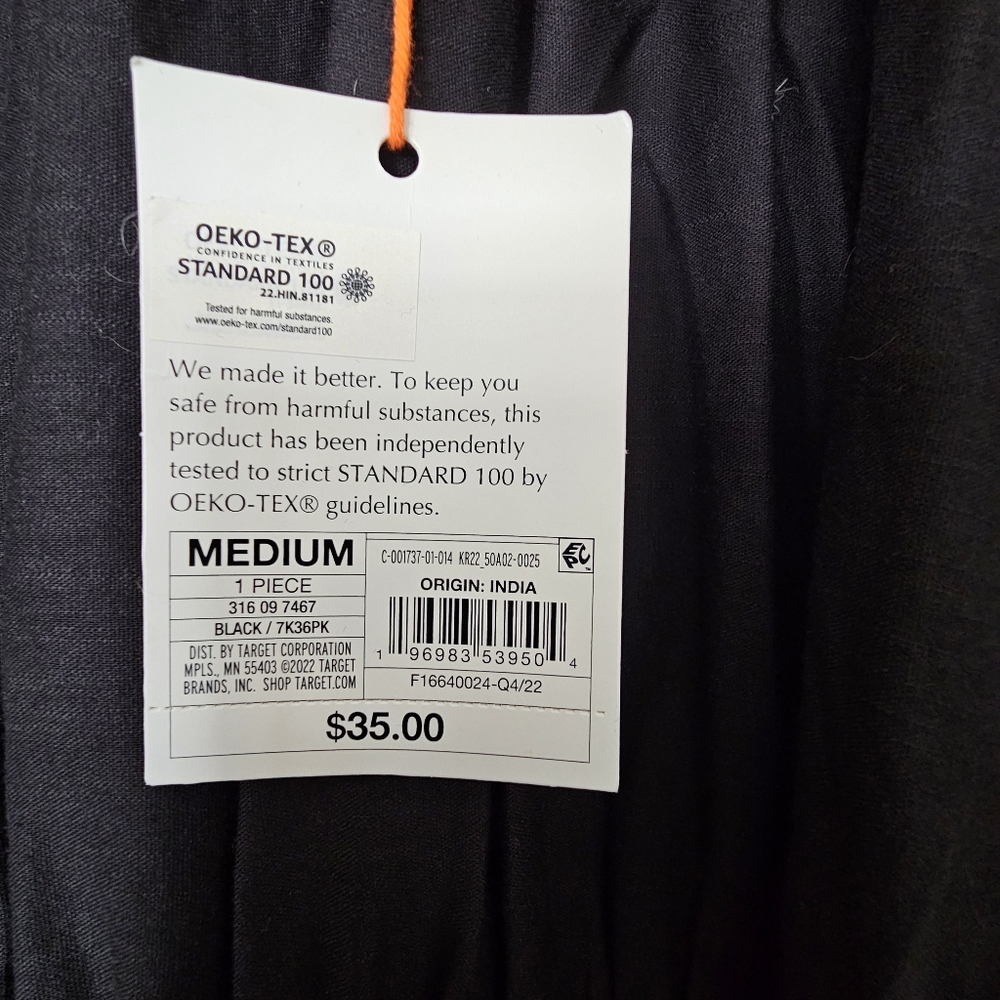 OEKO-TEX®
CONFIDENCE IN TEXTILES
STANDARD 100
22.HIN.81181
Tested for harmful substances.
www.oeko-tex.com/standard100
We made it better. To keep you
safe from harmful substances, this
product has been independently
tested to strict STANDARD 100 by
OEKO-TEX® guidelines.
MEDIUM
1 PIECE
316 09 7467
BLACK / 7K36PK
DIST. BY TARGET CORPORATION
MPLS., MN 55403 ©2022 TARGET
BRANDS, INC. SHOP TARGET.COM
C-001737-01-014 KR22_50A02-0025
EPC™
ORIGIN: INDIA
1 96983 53950 4
F16640024-Q4/22
$35.00